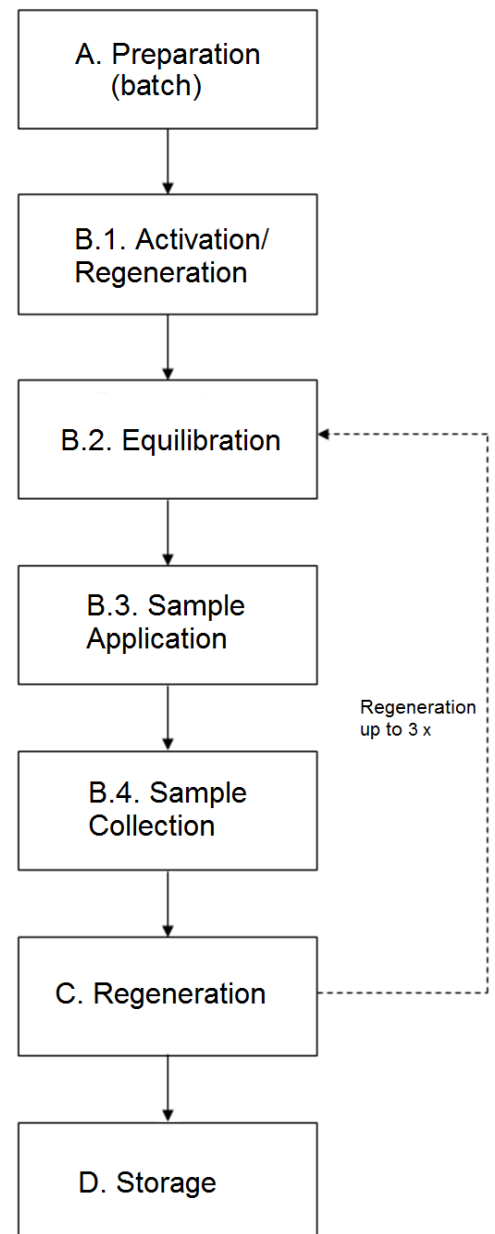 A. Preparation
(batch)
B.1. Activation/
Regeneration
B.2. Equilibration
B.3. Sample
Application
Regeneration
up to 3 x
B.4. Sample
Collection
C. Regeneration
D. Storage